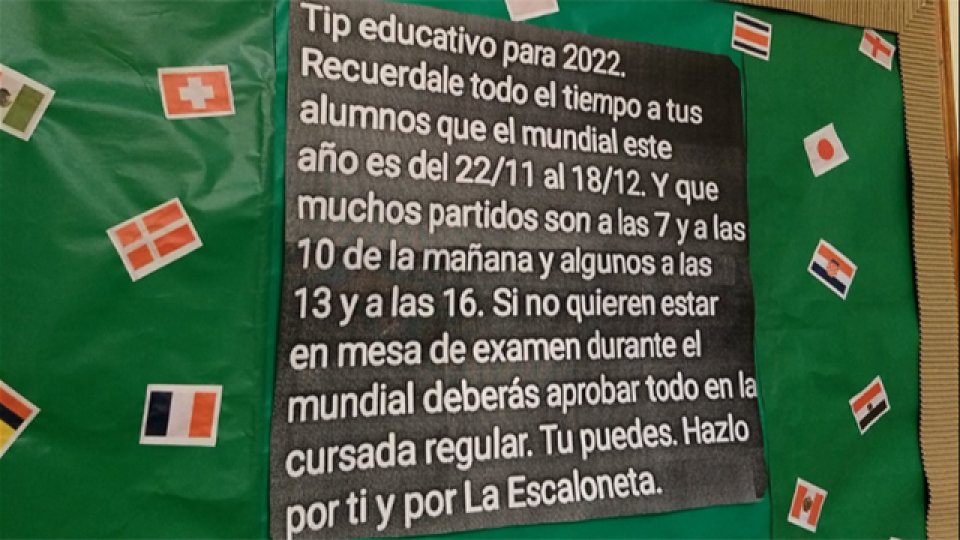 Tip educativo para 2022.
Recuerdale todo el tiempo a tus
alumnos que el mundial este
año es del 22/11 al 18/12. Y que
muchos partidos son a las 7 y a las
10 de la mañana y algunos a las
13 y a las 16. Si no quieren estar
en mesa de examen durante el
mundial deberás aprobar todo en la
cursada regular. Tu puedes. Hazlo
por ti y por La Escaloneta.